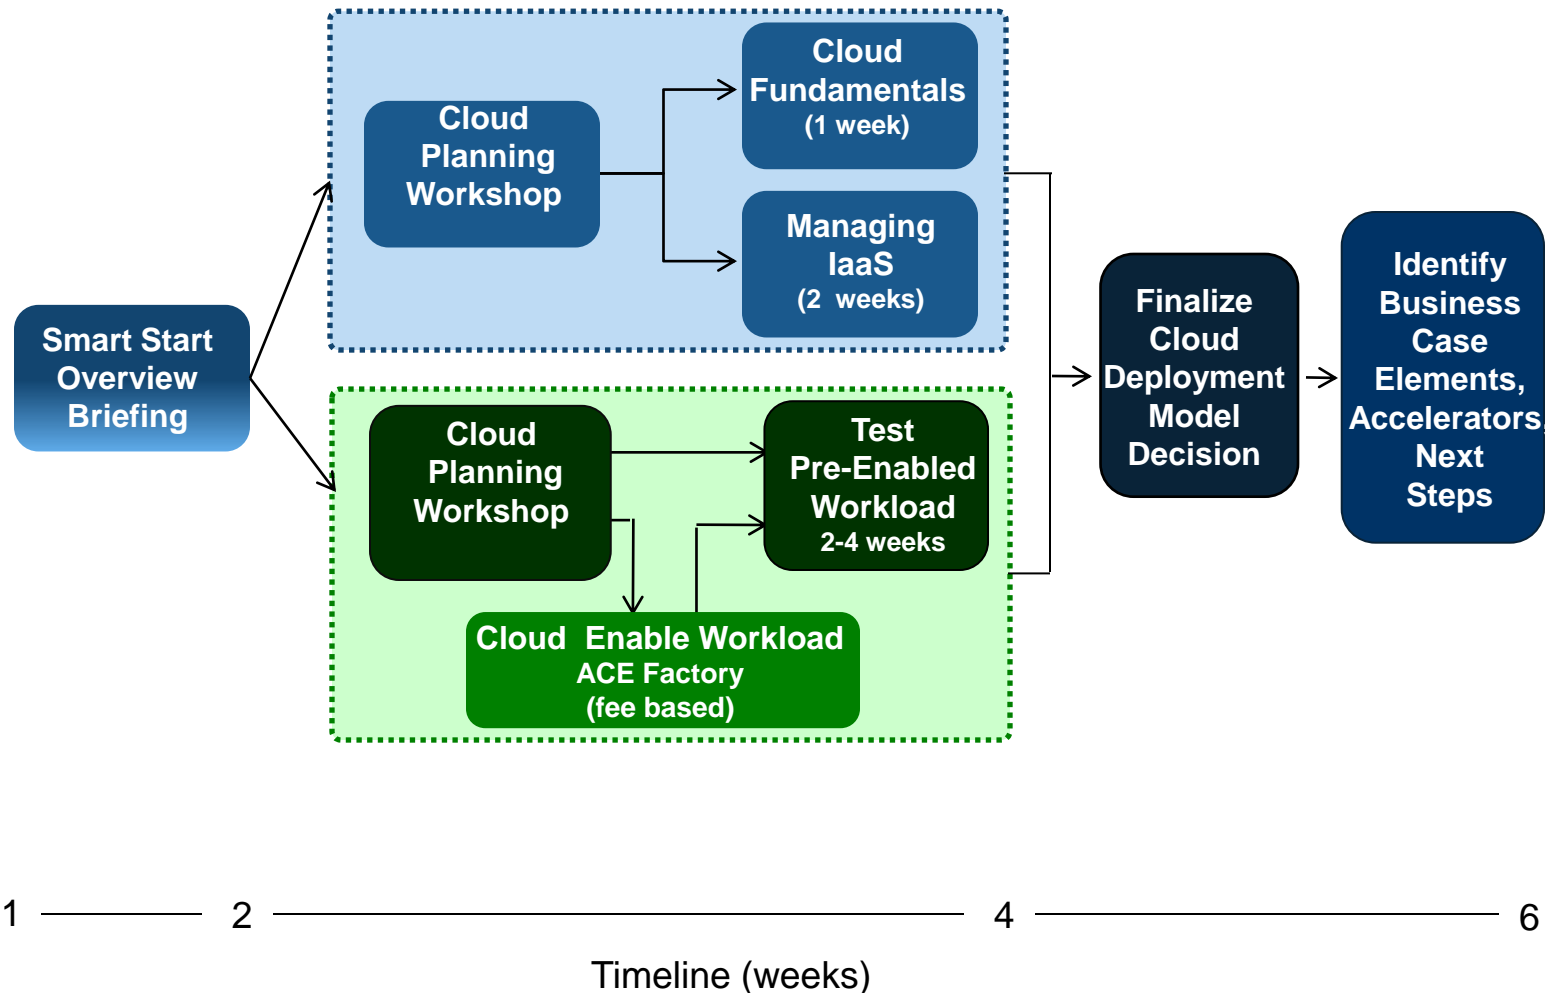 Cloud
Fundamentals
(1 week)
Cloud
Planning
Workshop
Managing
IaaS
(2 weeks)
Smart Start
Overview
Briefing
Cloud
Planning
Workshop
Test
Pre-Enabled
Workload
2-4 weeks
Cloud Enable Workload
ACE Factory
(fee based)
Finalize
Cloud
Deployment
Model
Decision
Identify
Business
Case
Elements,
Accelerators,
Next
Steps
1 2 4 6
Timeline (weeks)